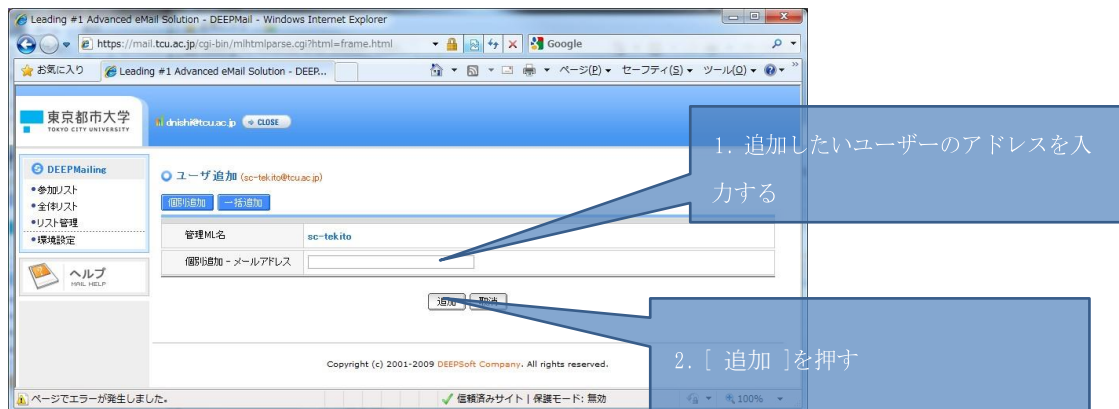 Leading #1 Advanced eMail Solution - DEEPMail - Windows Internet Explorer
https://mail.tcu.ac.jp/cgi-bin/mlhtmlparse.cgi?html=frame.html
Google
お気に入り
Leading #1 Advanced eMail Solution - DEEP...
ページ(P)
セーフティ(S)
ツール(O)
東京都市大学
TOKYO CITY UNIVERSITY
dnishi@tcu.ac.jp
CLOSE
DEEPMailing
•参加リスト
•全体リスト
•リスト管理
•環境設定
ヘルプ
MAIL HELP
ユーザ追加 (sc-tekito@tcu.ac.jp)
個別追加 一括追加
管理ML名 sc-tekito
個別追加 - メールアドレス
追加 取消
1. 追加したいユーザーのアドレスを入
力する
2. [ 追加 ]を押す
Copyright (c) 2001-2009 DEEPSoft Company. All rights reserved.
ページでエラーが発生しました。
信頼済みサイト | 保護モード: 無効
100%